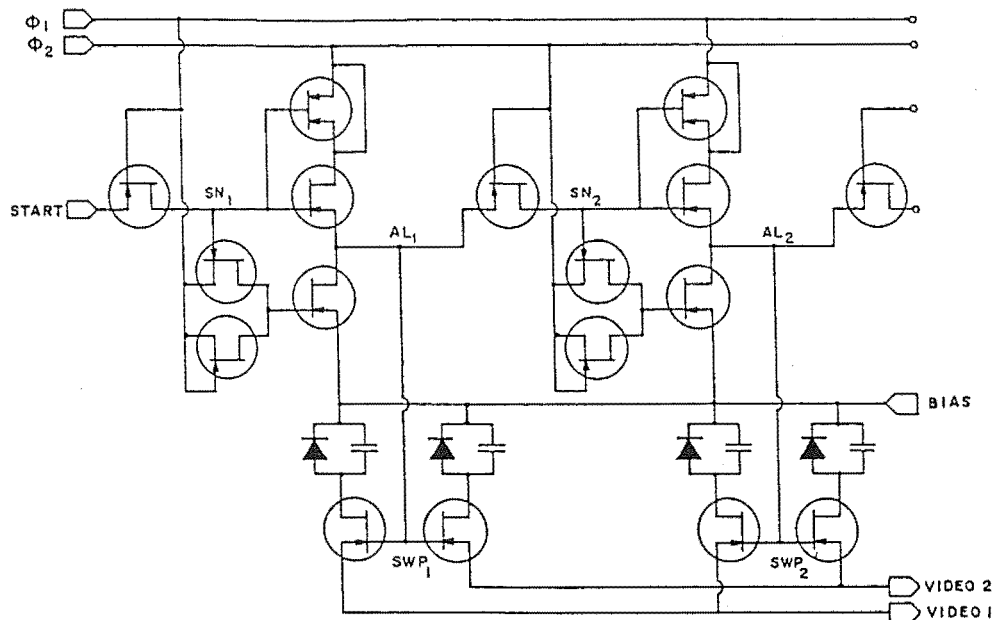 Φ1
Φ2
START
SN1
SN2
AL1
AL2
BIAS
SWP1
SWP2
VIDEO 2
VIDEO 1